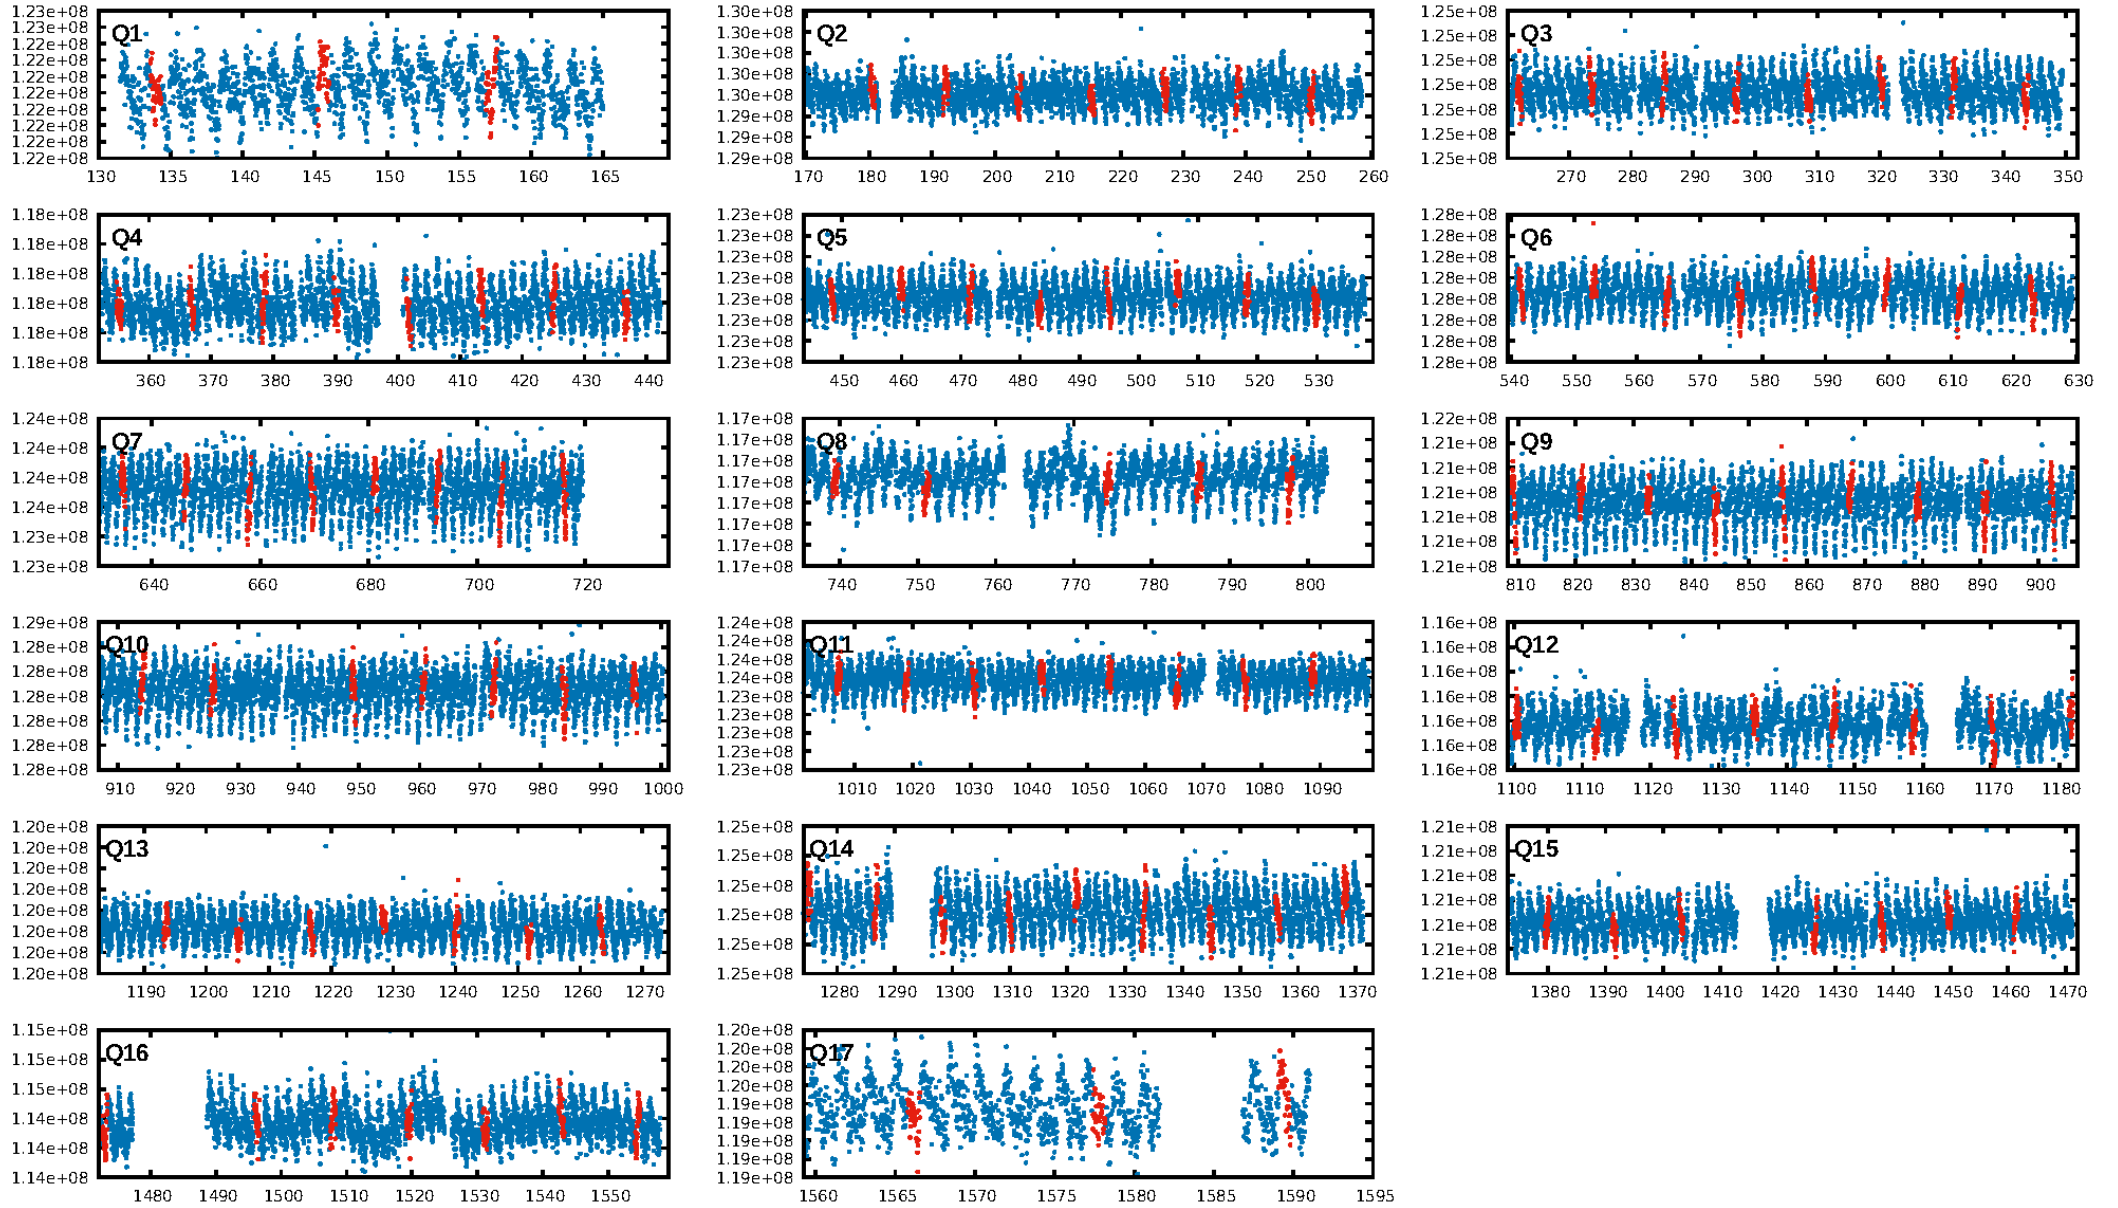 1.23e+08 1.23e+08 1.22e+08 1.22e+08 1.22e+08 1.22e+08 1.22e+08 1.22e+08 1.22e+08 1.22e+08
Q1
130 135 140 145 150 155 160 165
1.30e+08 1.30e+08 1.30e+08 1.30e+08 1.30e+08 1.29e+08 1.29e+08 1.29e+08
Q2
170 180 190 200 210 220 230 240 250 260
1.25e+08 1.25e+08 1.25e+08 1.25e+08 1.25e+08 1.25e+08 1.25e+08
Q3
270 280 290 300 310 320 330 340 350
1.18e+08 1.18e+08 1.18e+08 1.18e+08 1.18e+08 1.18e+08
Q4
360 370 380 390 400 410 420 430 440
1.23e+08 1.23e+08 1.23e+08 1.23e+08 1.23e+08 1.23e+08 1.23e+08 1.23e+08
Q5
450 460 470 480 490 500 510 520 530
1.28e+08 1.28e+08 1.28e+08 1.28e+08 1.28e+08 1.28e+08 1.28e+08 1.28e+08
Q6
540 550 560 570 580 590 600 610 620 630
1.24e+08 1.24e+08 1.24e+08 1.24e+08 1.23e+08 1.23e+08
Q7
640 660 680 700 720
1.17e+08 1.17e+08 1.17e+08 1.17e+08 1.17e+08 1.17e+08 1.17e+08 1.17e+08
Q8
740 750 760 770 780 790 800
1.22e+08 1.21e+08 1.21e+08 1.21e+08 1.21e+08 1.21e+08 1.21e+08
Q9
810 820 830 840 850 860 870 880 890 900
1.29e+08 1.28e+08 1.28e+08 1.28e+08 1.28e+08 1.28e+08 1.28e+08
Q10
910 920 930 940 950 960 970 980 990 1000
1.24e+08 1.24e+08 1.24e+08 1.24e+08 1.23e+08 1.23e+08 1.23e+08 1.23e+08 1.23e+08
Q11
1010 1020 1030 1040 1050 1060 1070 1080 1090
1.16e+08 1.16e+08 1.16e+08 1.16e+08 1.16e+08 1.16e+08 1.16e+08
Q12
1100 1110 1120 1130 1140 1150 1160 1170 1180
1.20e+08 1.20e+08 1.20e+08 1.20e+08 1.20e+08 1.20e+08 1.20e+08 1.20e+08
Q13
1190 1200 1210 1220 1230 1240 1250 1260 1270
1.25e+08 1.25e+08 1.25e+08 1.25e+08 1.25e+08 1.25e+08
Q14
1280 1290 1300 1310 1320 1330 1340 1350 1360 1370
1.21e+08 1.21e+08 1.21e+08 1.21e+08 1.21e+08 1.21e+08 1.21e+08
Q15
1380 1390 1400 1410 1420 1430 1440 1450 1460 1470
1.15e+08 1.15e+08 1.15e+08 1.14e+08 1.14e+08 1.14e+08
Q16
1480 1490 1500 1510 1520 1530 1540 1550
1.20e+08 1.20e+08 1.20e+08 1.20e+08 1.19e+08 1.19e+08 1.19e+08 1.19e+08 1.19e+08
Q17
1560 1565 1570 1575 1580 1585 1590 1595